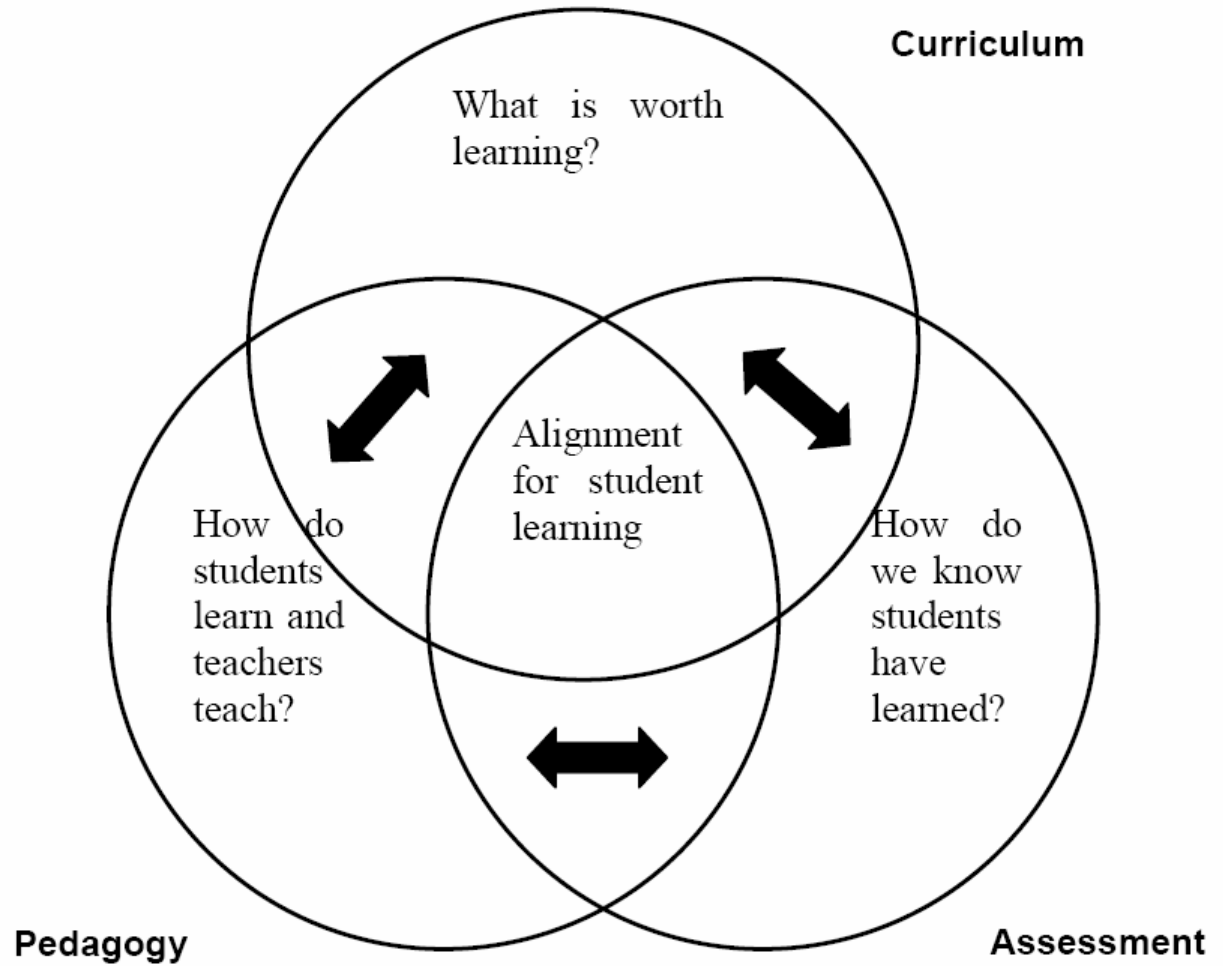 Curriculum
What is worth
learning?
Alignment
for student
learning
How do
students
learn and
teachers
teach?
How do
we know
students
have
learned?
Pedagogy
Assessment